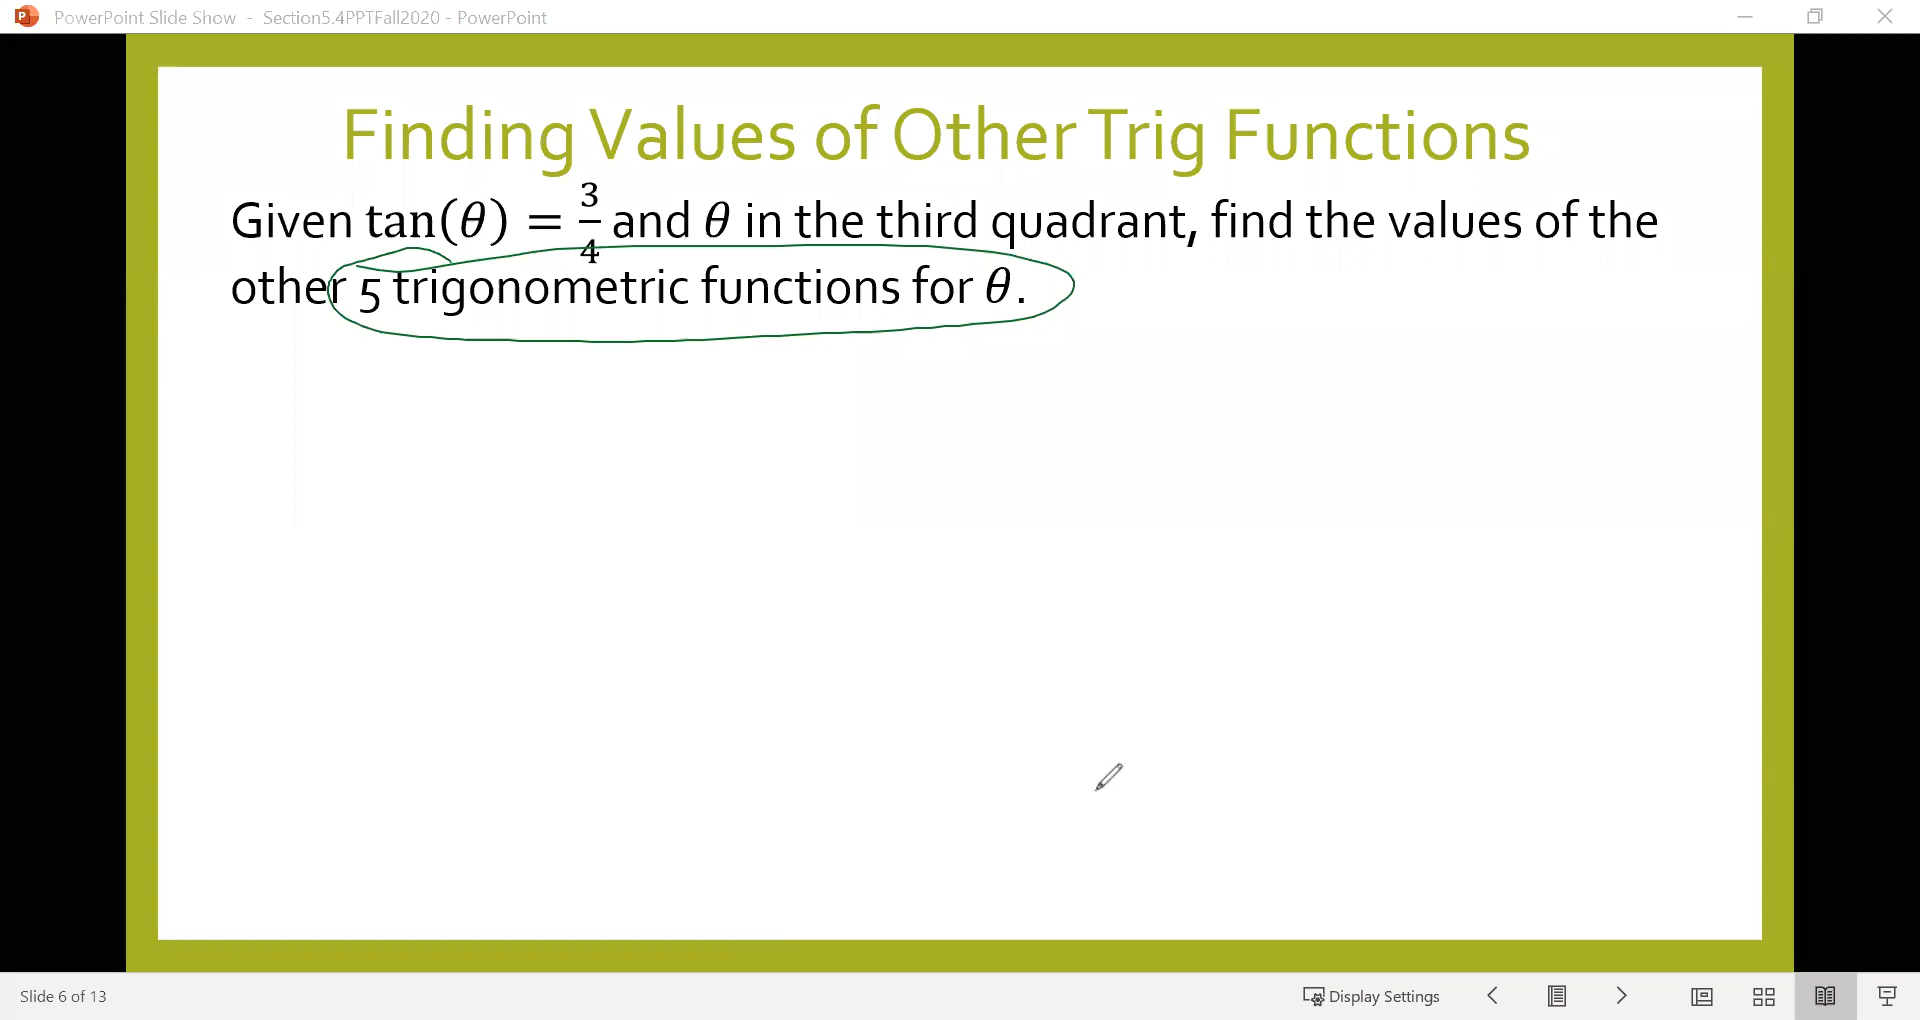 PowerPoint Slide Show - Section5.4PPTFall2020 - PowerPoint
Finding Values of Other Trig Functions
Given tan(θ) = 3/4 and θ in the third quadrant, find the values of the
other 5 trigonometric functions for θ.
Slide 6 of 13
Display Settings